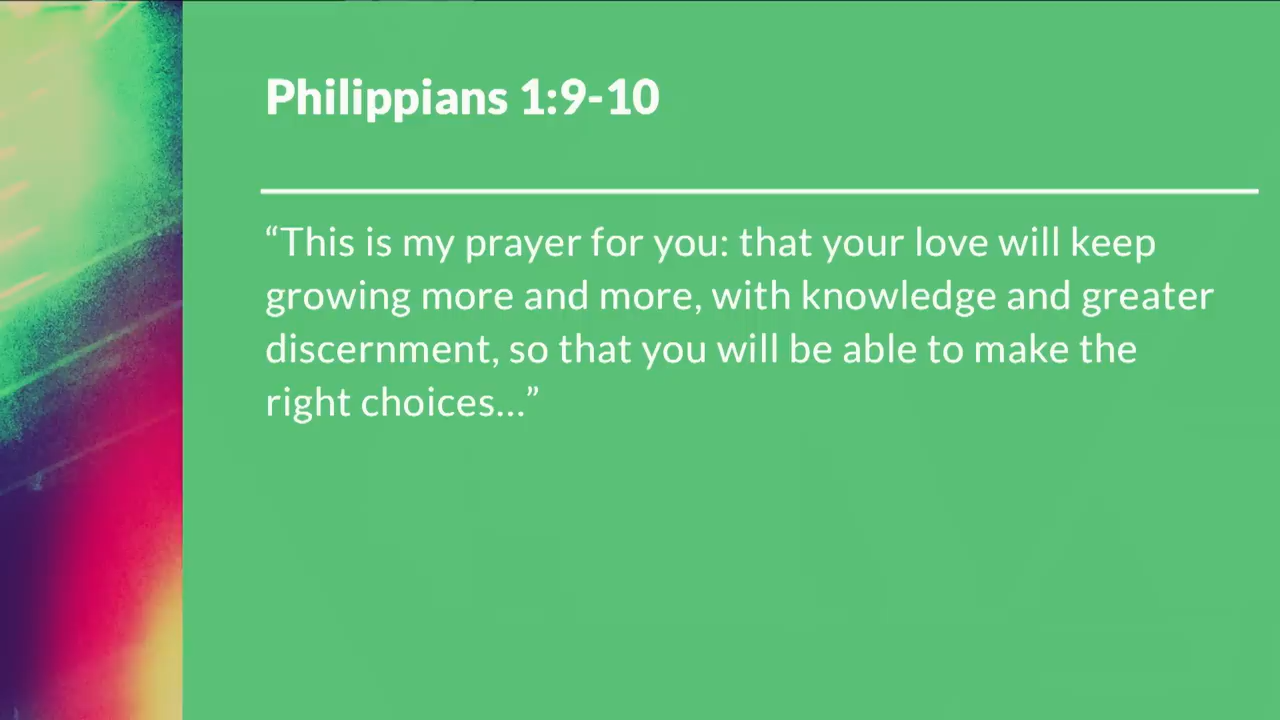 Philippians 1:9-10
“This is my prayer for you: that your love will keep
growing more and more, with knowledge and greater
discernment, so that you will be able to make the
right choices...”